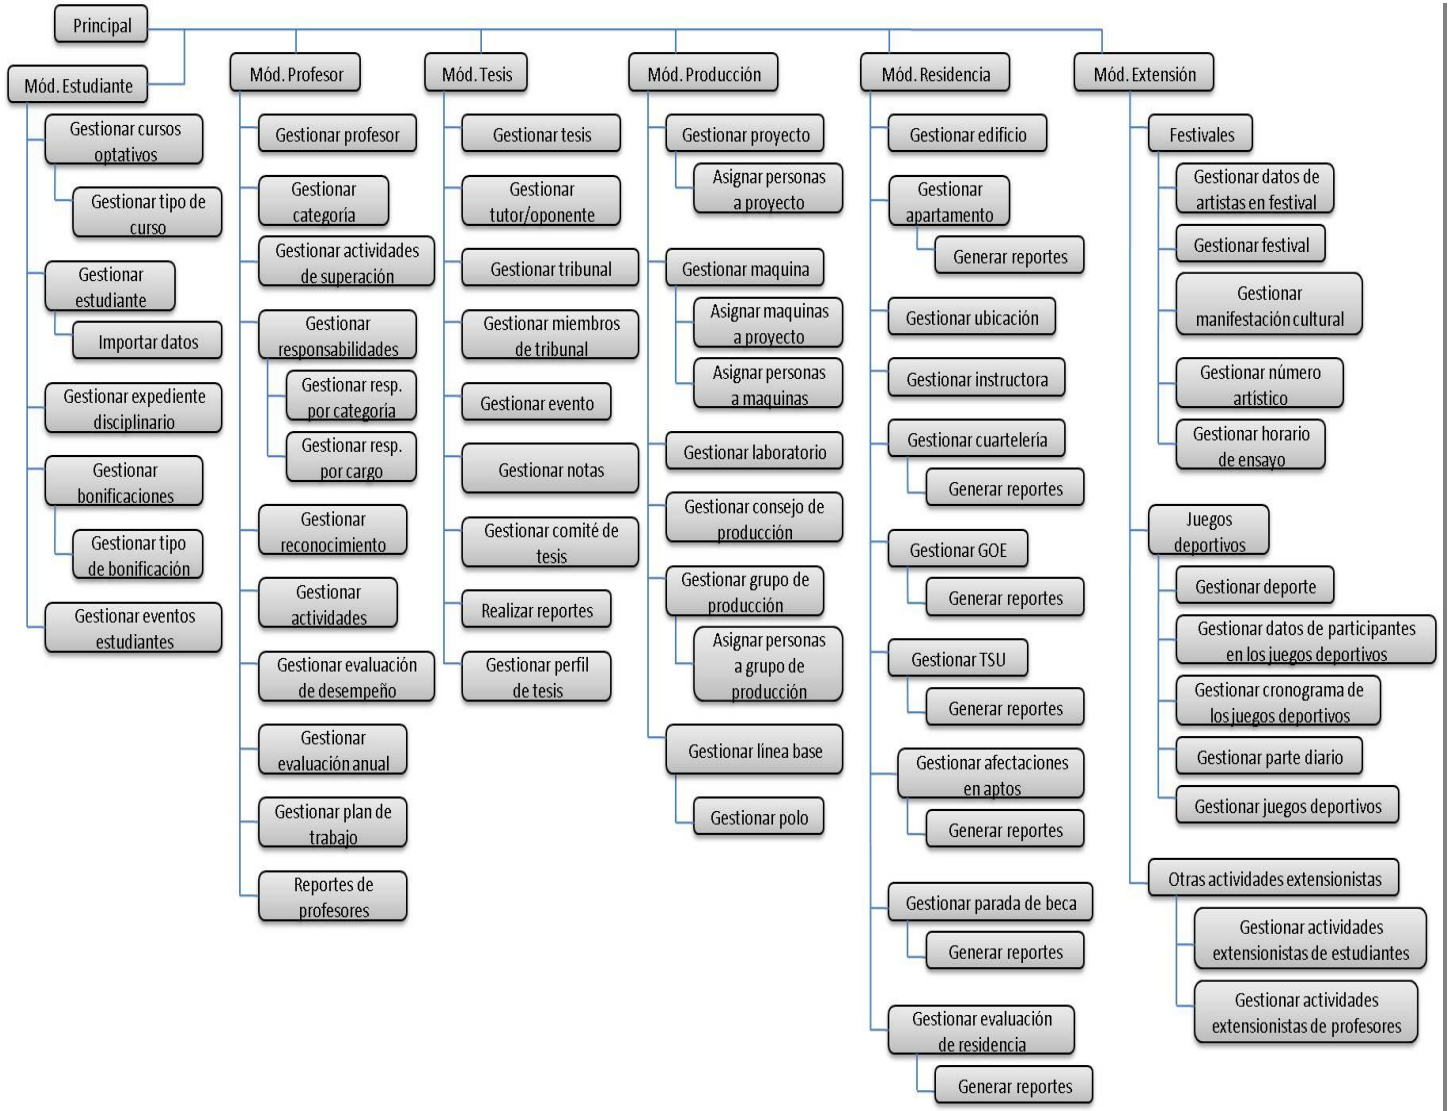 Principal
Mód. Estudiante
Gestionar cursos
optativos
Gestionar tipo de
curso
Gestionar
estudiante
Importar datos
Gestionar expediente
disciplinario
Gestionar
bonificaciones
Gestionar tipo
de bonificación
Gestionar eventos
estudiantes
Mód. Profesor
Gestionar profesor
Gestionar
categoría
Gestionar actividades
de superación
Gestionar
responsabilidades
Gestionar resp.
por categoría
Gestionar resp.
por cargo
Gestionar
reconocimiento
Gestionar
actividades
Gestionar evaluación
de desempeño
Gestionar
evaluación anual
Gestionar plan de
trabajo
Reportes de
profesores
Mód. Tesis
Gestionar tesis
Gestionar
tutor/oponente
Gestionar tribunal
Gestionar miembros
de tribunal
Gestionar evento
Gestionar notas
Gestionar comité de
tesis
Realizar reportes
Gestionar perfil
de tesis
Mód. Producción
Gestionar proyecto
Asignar personas
a proyecto
Gestionar maquina
Asignar maquinas
a proyecto
Asignar personas
a maquinas
Gestionar laboratorio
Gestionar consejo de
producción
Gestionar grupo de
producción
Asignar personas
a grupo de
producción
Gestionar línea base
Gestionar polo
Mód. Residencia
Gestionar edificio
Gestionar
apartamento
Generar reportes
Gestionar ubicación
Gestionar instructora
Gestionar cuartelería
Generar reportes
Gestionar GOE
Generar reportes
Gestionar TSU
Generar reportes
Gestionar afectaciones
en aptos
Generar reportes
Gestionar parada de beca
Generar reportes
Gestionar evaluación
de residencia
Generar reportes
Mód. Extensión
Festivales
Gestionar datos de
artistas en festival
Gestionar festival
Gestionar
manifestación cultural
Gestionar número
artístico
Gestionar horario
de ensayo
Juegos
deportivos
Gestionar deporte
Gestionar datos de participantes
en los juegos deportivos
Gestionar cronograma de
los juegos deportivos
Gestionar parte diario
Gestionar juegos deportivos
Otras actividades extensionistas
Gestionar actividades
extensionistas de estudiantes
Gestionar actividades
extensionistas de profesores